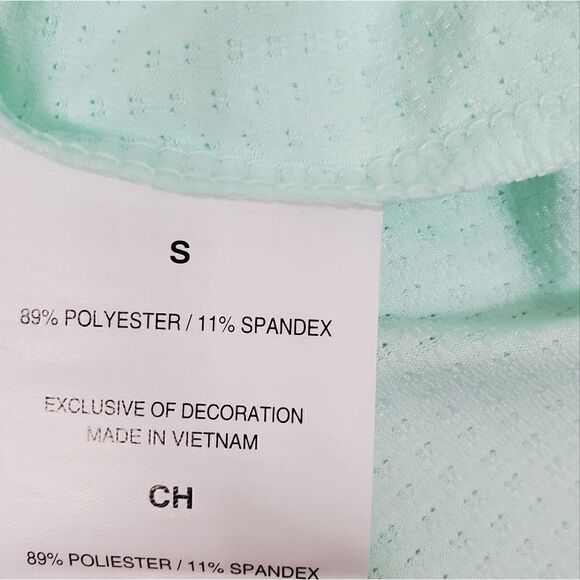 S
89% POLYESTER / 11% SPANDEX
EXCLUSIVE OF DECORATION
MADE IN VIETNAM
CH
89% POLIESTER / 11% SPANDEX